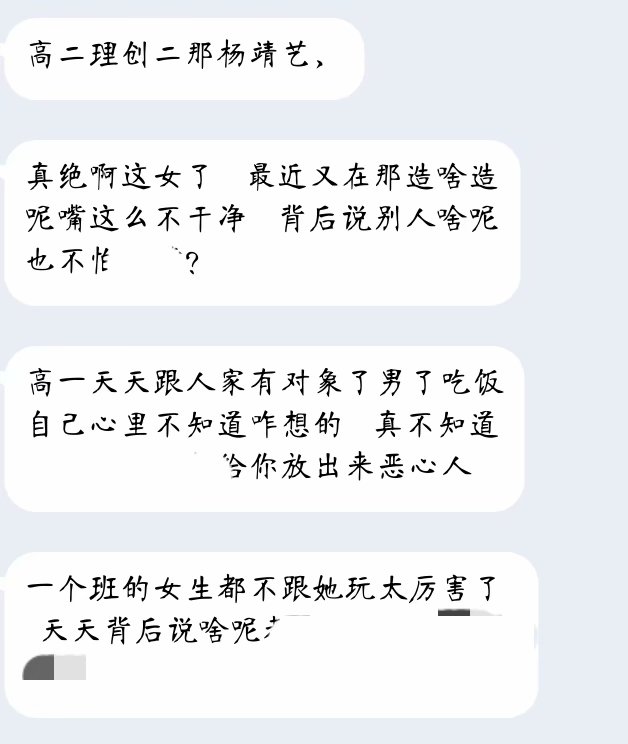 高二理创二那杨靖艺、
真绝啊这女了 最近又在那造啥造
呢嘴这么不干净 背后说别人啥呢
也不怕 ?
高一天天跟人家有对象了男了吃饭
自己心里不知道咋想的 真不知道
给你放出来恶心人
一个班的女生都不跟她玩太厉害了
天天背后说啥呢